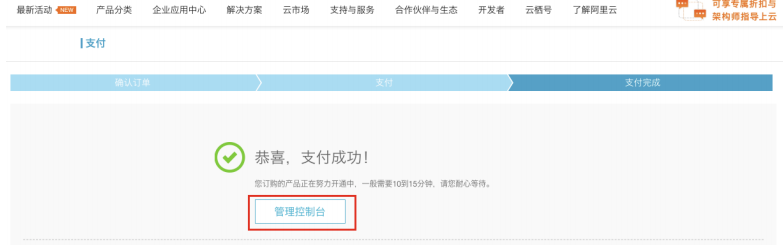 最新活动 NEW 产品分类 企业应用中心 解决方案 云市场 支持与服务 合作伙伴与生态 开发者 云栖号 了解阿里云
可享专属折扣与
架构师指导上云
支付
确认订单 支付 支付完成
恭喜，支付成功！
您订购的产品正在努力开通中，一般需要10到15分钟，请您耐心等待。
管理控制台